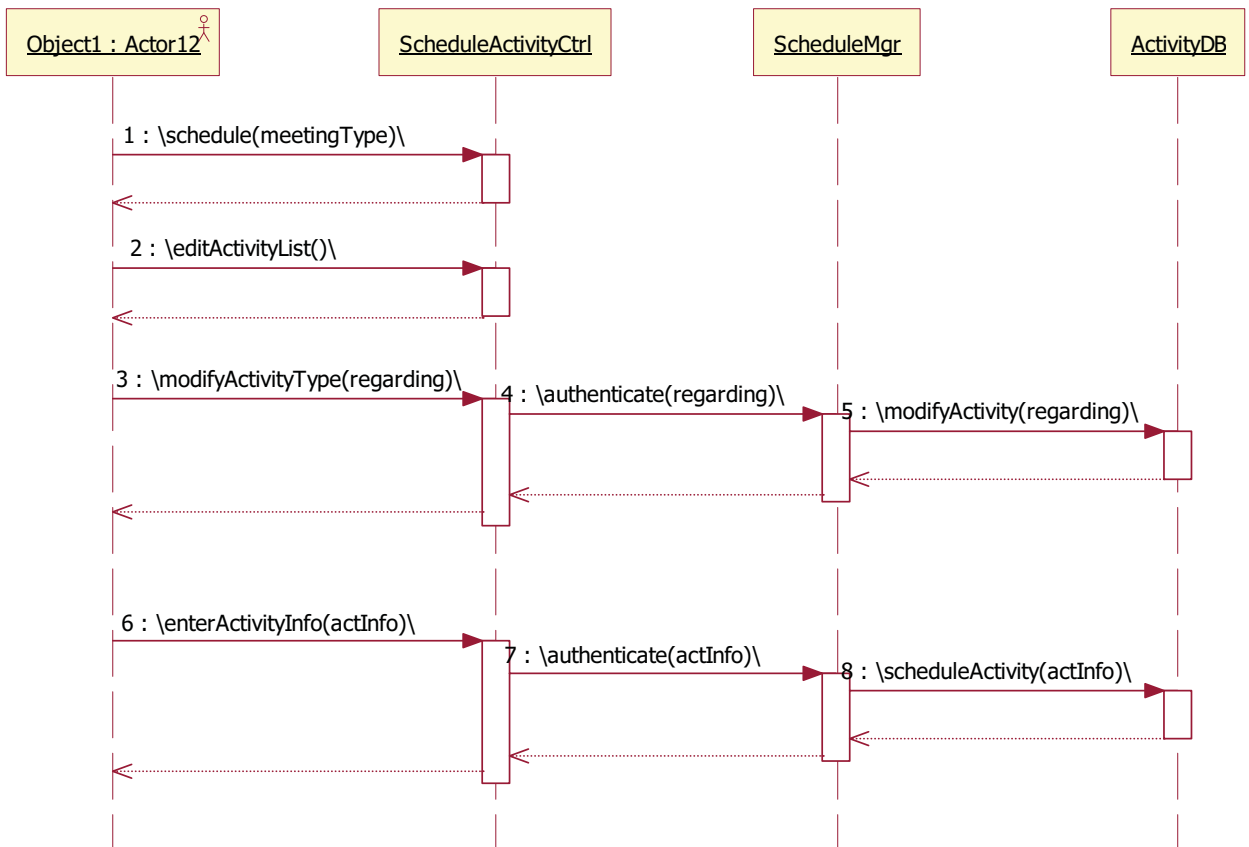 Object1 : Actor12
ScheduleActivityCtrl
ScheduleMgr
ActivityDB
1 : \schedule(meetingType)\
2 : \editActivityList()\
3 : \modifyActivityType(regarding)\
4 : \authenticate(regarding)\
5 : \modifyActivity(regarding)\
6 : \enterActivityInfo(actInfo)\
7 : \authenticate(actInfo)\
8 : \scheduleActivity(actInfo)\